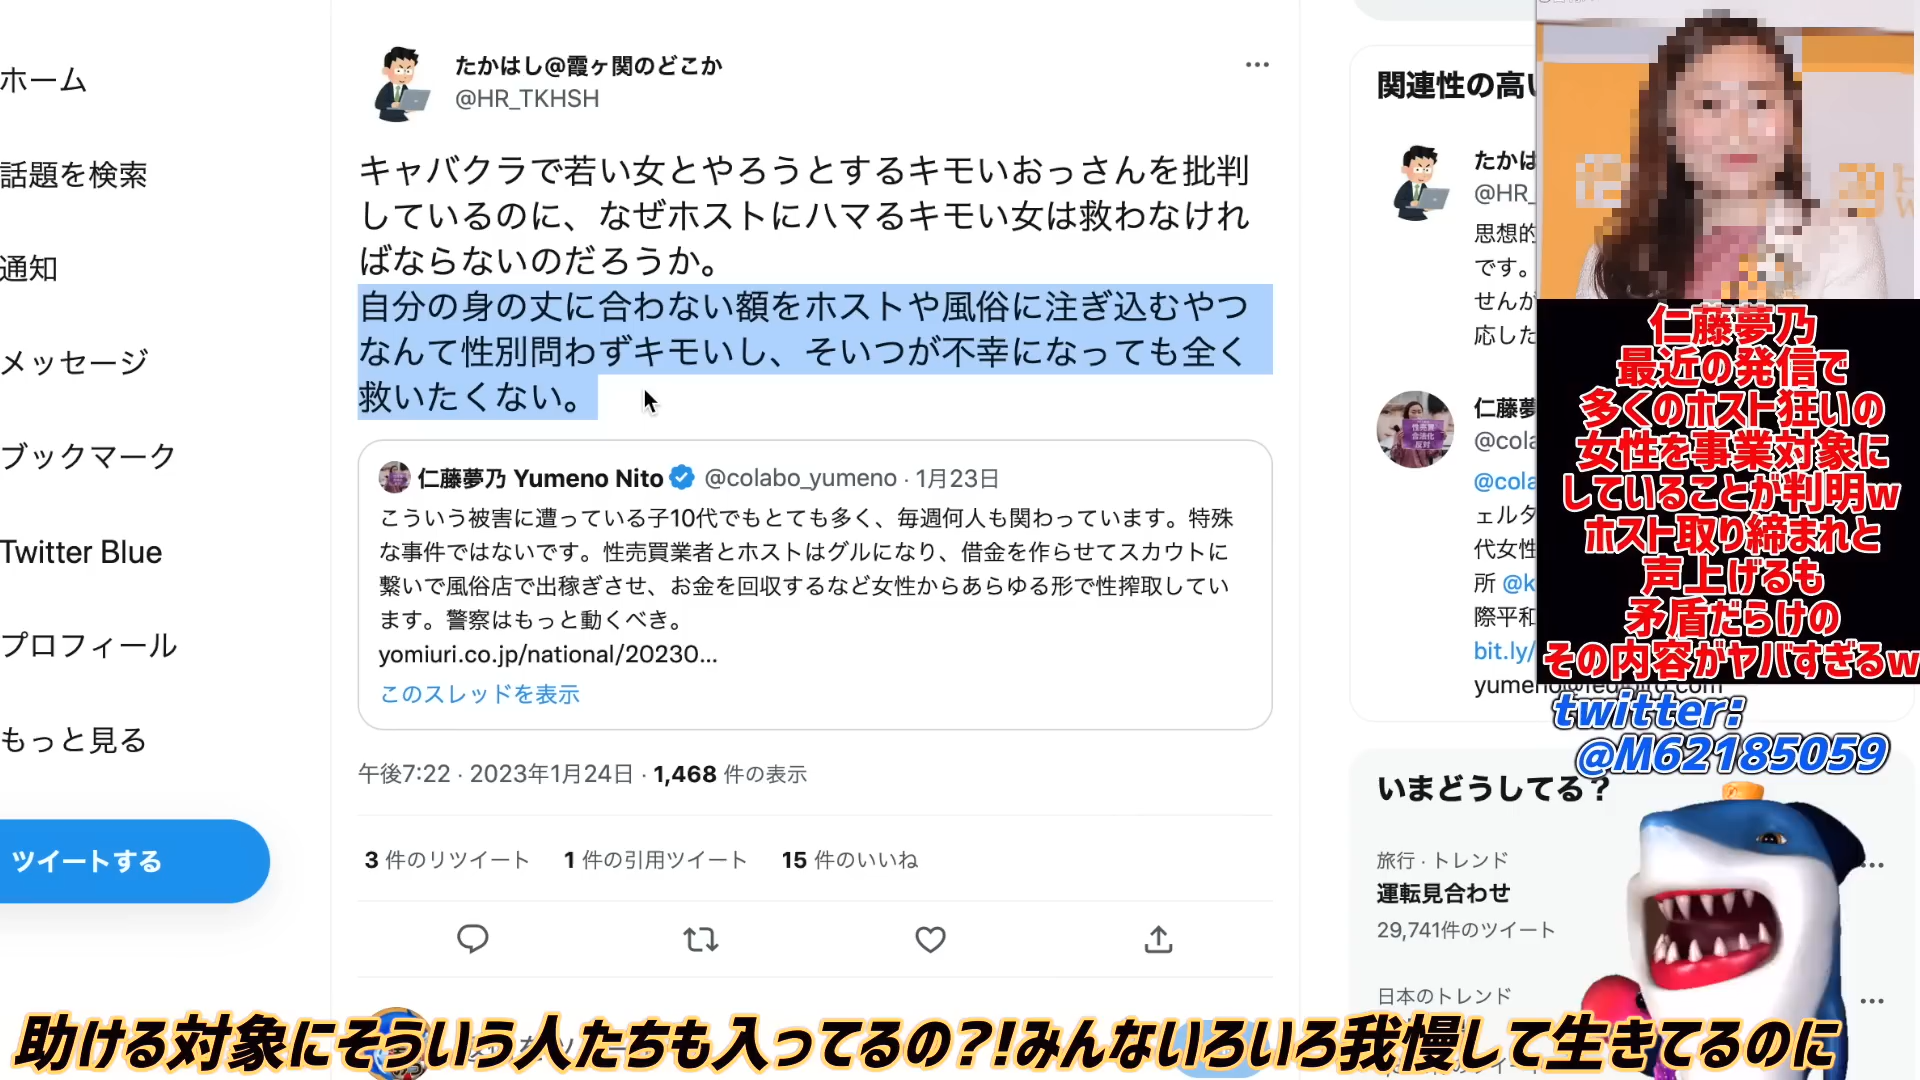 ホーム
話題を検索
通知
メッセージ
ブックマーク
Twitter Blue
プロフィール
もっと見る
ツイートする
たかはし@霞ヶ関のどこか
@HR_TKHSH
キャバクラで若い女とやろうとするキモいおっさんを批判
しているのに、なぜホストにハマるキモい女は救わなけれ
ばならないのだろうか。
自分の身の丈に合わない額をホストや風俗に注ぎ込むやつ
なんて性別問わずキモいし、そいつが不幸になっても全く
救いたくない。
仁藤夢乃 Yumeno Nito @colabo_yumeno · 1月23日
こういう被害に遭っている子10代でもとても多く、毎週何人も関わっています。特殊
な事件ではないです。性売買業者とホストはグルになり、借金を作らせてスカウトに
繋いで風俗店で出稼ぎさせ、お金を回収するなど女性からあらゆる形で性搾取してい
ます。警察はもっと動くべき。
yomiuri.co.jp/national/20230...
このスレッドを表示
午後7:22 · 2023年1月24日 · 1,468 件の表示
3 件のリツイート 1 件の引用ツイート 15 件のいいね
関連性の高い
たかは
@HR_
思想的
です。
せんが
応した
仁藤夢
@cola
@cola
ェルタ
代女性
所 @k
際平和
bit.ly/
仁藤夢乃
最近の発信で
多くのホスト狂いの
女性を事業対象に
していることが判明w
ホスト取り締まれと
声上げるも
矛盾だらけの
その内容がヤバすぎるw
twitter:
@M62185059
いまどうしてる？
旅行 · トレンド
運転見合わせ
29,741件のツイート
日本のトレンド
助ける対象にそういう人たちも入ってるの?!みんないろいろ我慢して生きてるのに